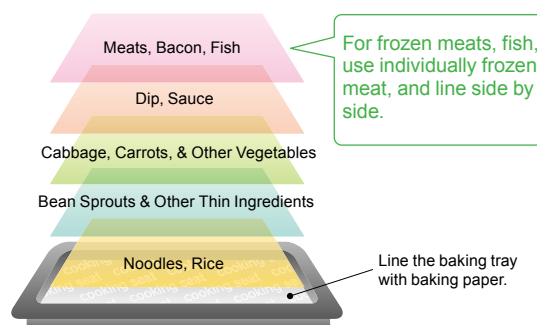 Meats, Bacon, Fish
For frozen meats, fish,
use individually frozen
meat, and line side by
side.
Dip, Sauce
Cabbage, Carrots, & Other Vegetables
Bean Sprouts & Other Thin Ingredients
Noodles, Rice
Line the baking tray
with baking paper.